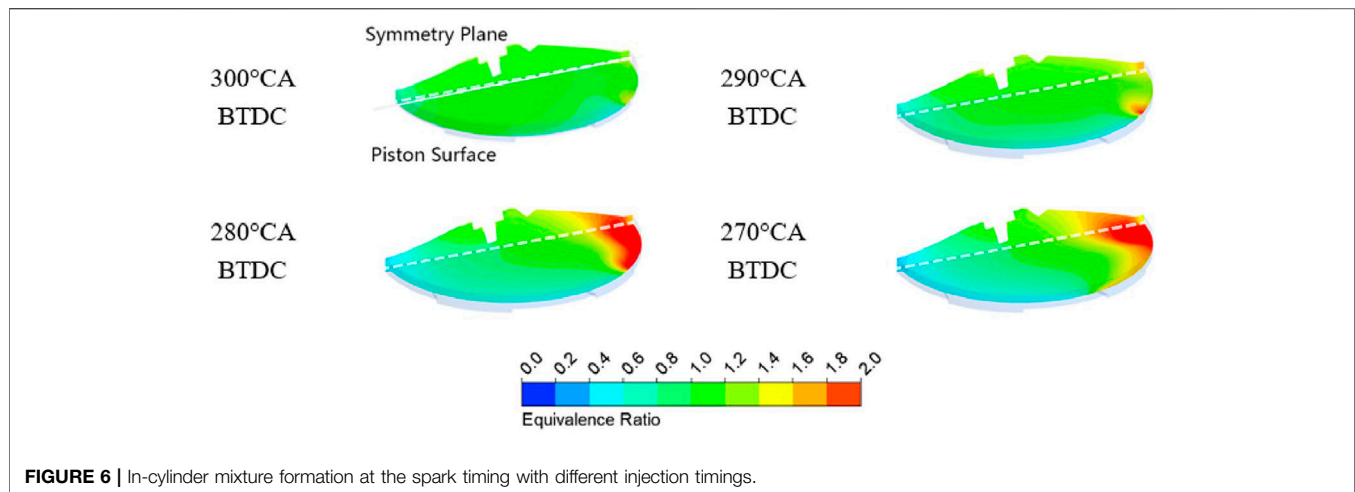 Symmetry Plane
300°CA
BTDC
Piston Surface
290°CA
BTDC
280°CA
BTDC
270°CA
BTDC
0.0 0.2 0.4 0.6 0.8 1.0 1.2 1.4 1.6 1.8 2.0
Equivalence Ratio
FIGURE 6 | In-cylinder mixture formation at the spark timing with different injection timings.